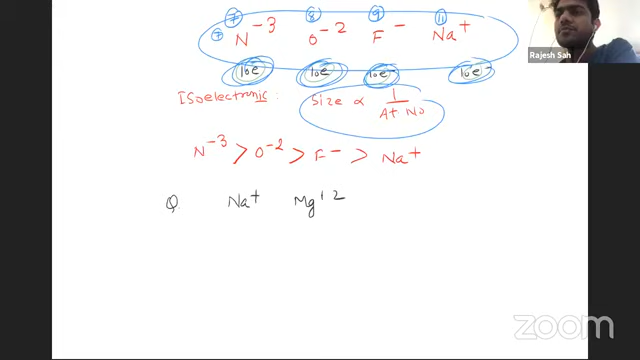 7 8 9 11
7 N⁻³ O⁻² F⁻ Na⁺
10e⁻ 10e⁻ 10e⁻ 10e⁻
Isoelectronic: Size ∝ 1/At No
N⁻³ > O⁻² > F⁻ > Na⁺
Q Na⁺ Mg⁺²
Rajesh Sah
zoom